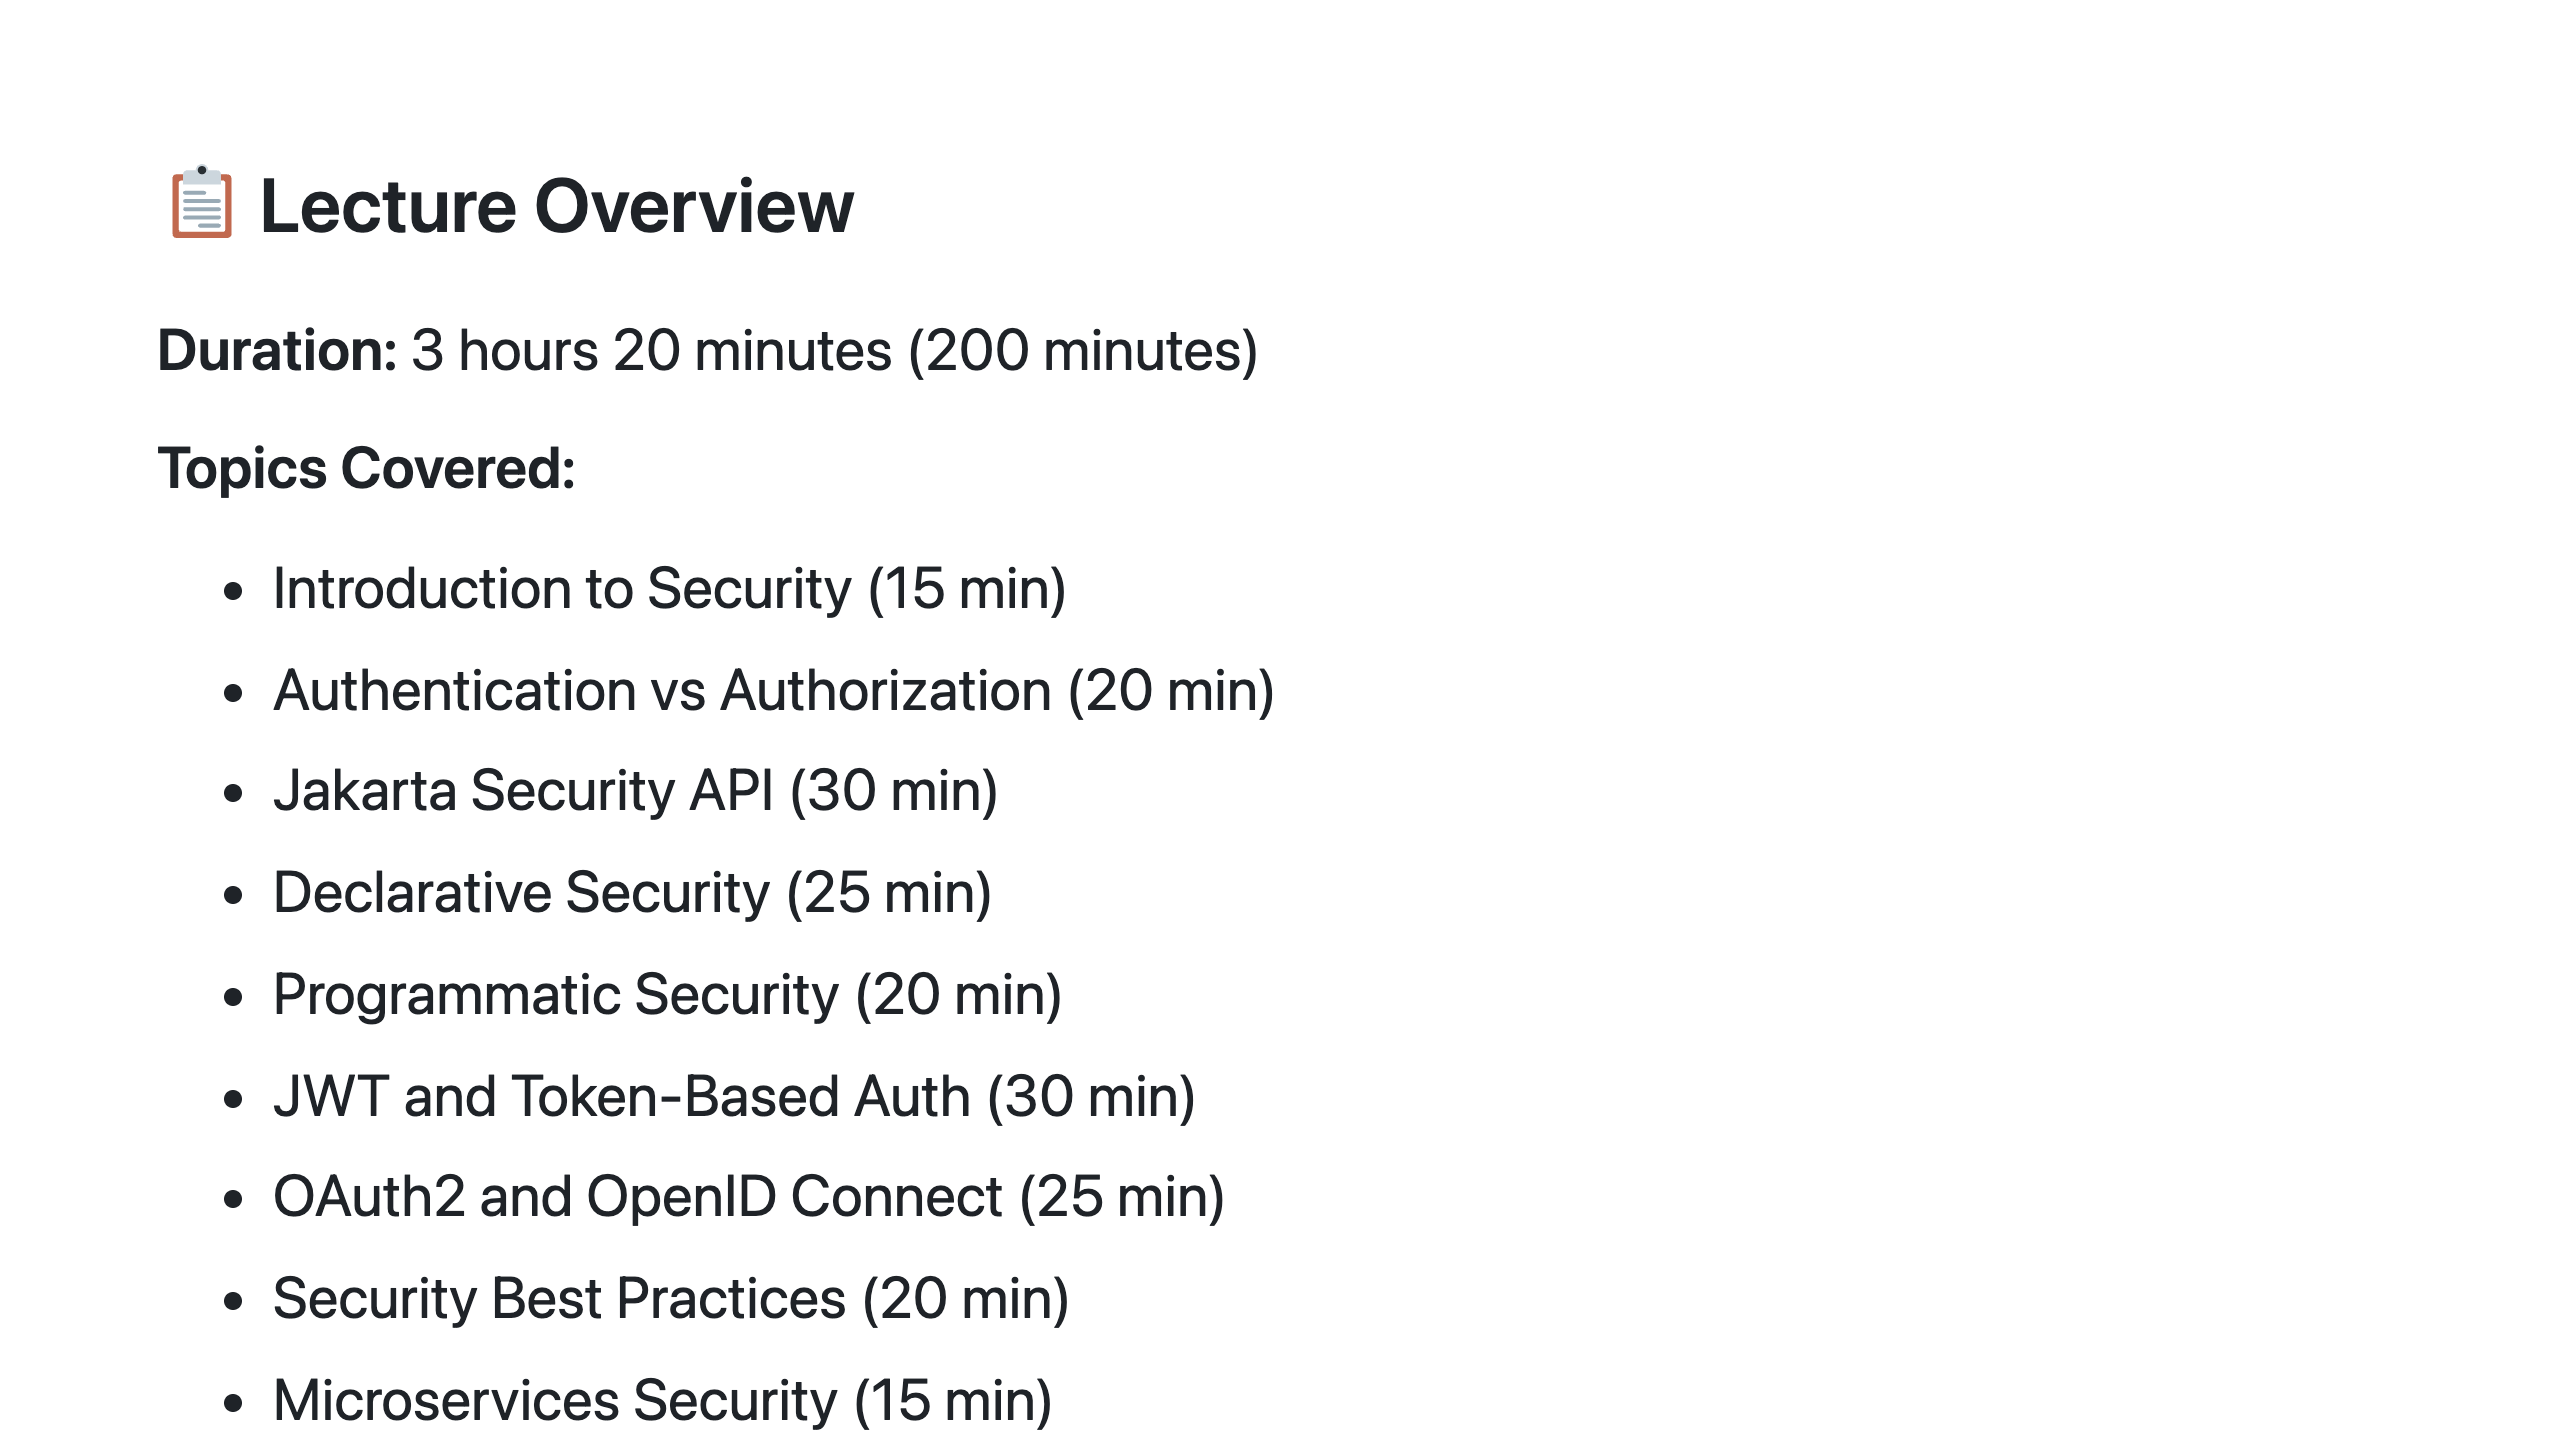 📋 Lecture Overview
Duration: 3 hours 20 minutes (200 minutes)
Topics Covered:
• Introduction to Security (15 min)
• Authentication vs Authorization (20 min)
• Jakarta Security API (30 min)
• Declarative Security (25 min)
• Programmatic Security (20 min)
• JWT and Token-Based Auth (30 min)
• OAuth2 and OpenID Connect (25 min)
• Security Best Practices (20 min)
• Microservices Security (15 min)